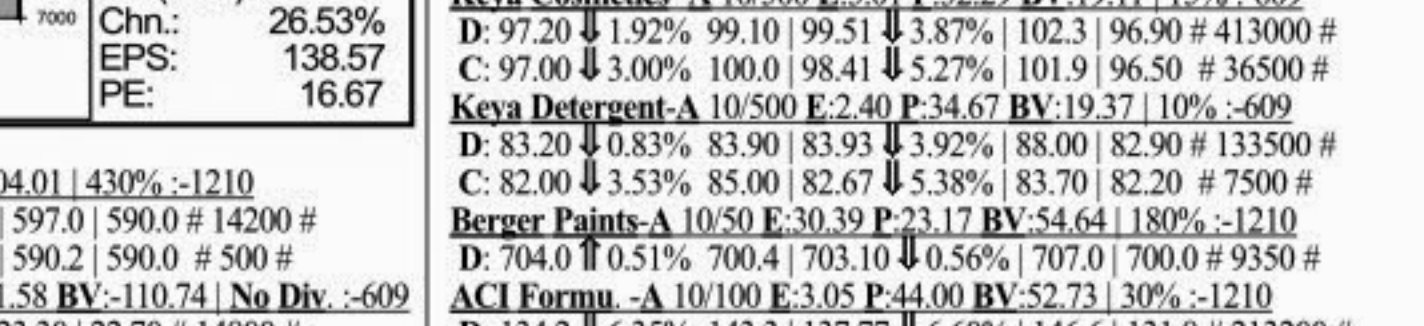 7000
Chn.: 26.53%
EPS: 138.57
PE: 16.67
04.01 | 430% :-1210
| 597.0 | 590.0 # 14200 #
| 590.2 | 590.0 # 500 #
1.58 BV:-110.74 | No Div. :-609
D: 97.20 ⇓ 1.92% 99.10 | 99.51 ⇓ 3.87% | 102.3 | 96.90 # 413000 #
C: 97.00 ⇓ 3.00% 100.0 | 98.41 ⇓ 5.27% | 101.9 | 96.50 # 36500 #
Keya Detergent-A 10/500 E:2.40 P:34.67 BV:19.37 | 10% :-609
D: 83.20 ⇓ 0.83% 83.90 | 83.93 ⇓ 3.92% | 88.00 | 82.90 # 133500 #
C: 82.00 ⇓ 3.53% 85.00 | 82.67 ⇓ 5.38% | 83.70 | 82.20 # 7500 #
Berger Paints-A 10/50 E:30.39 P:23.17 BV:54.64 | 180% :-1210
D: 704.0 ⇑ 0.51% 700.4 | 703.10 ⇓ 0.56% | 707.0 | 700.0 # 9350 #
ACI Formu. -A 10/100 E:3.05 P:44.00 BV:52.73 | 30% :-1210